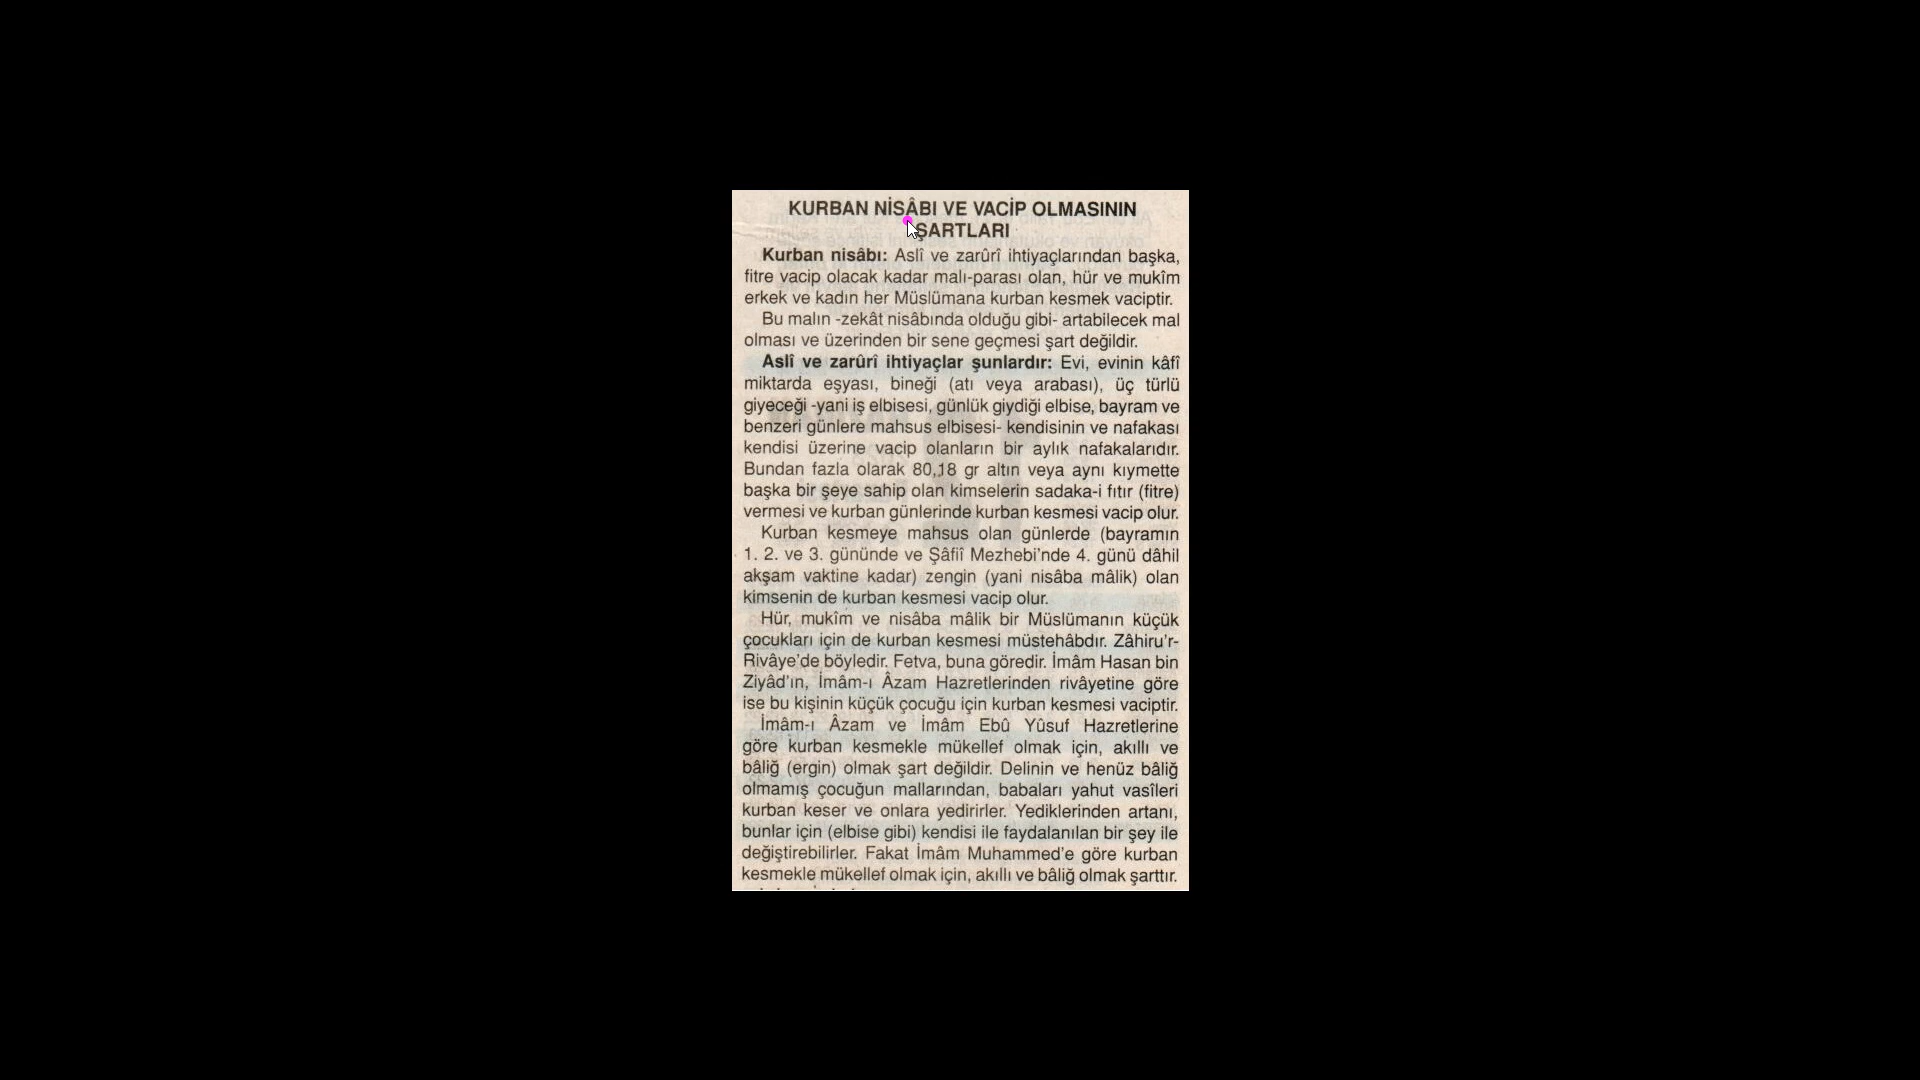 KURBAN NİSÂBI VE VACİP OLMASININ
ŞARTLARI
Kurban nisâbı: Aslî ve zarûrî ihtiyaçlarından başka,
fitre vacip olacak kadar malı-parası olan, hür ve mukîm
erkek ve kadın her Müslümana kurban kesmek vaciptir.
Bu malın -zekât nisâbında olduğu gibi- artabilecek mal
olması ve üzerinden bir sene geçmesi şart değildir.
Aslî ve zarûrî ihtiyaçlar şunlardır: Evi, evinin kâfî
miktarda eşyası, bineği (atı veya arabası), üç türlü
giyeceği -yani iş elbisesi, günlük giydiği elbise, bayram ve
benzeri günlere mahsus elbisesi- kendisinin ve nafakası
kendisi üzerine vacip olanların bir aylık nafakalarıdır.
Bundan fazla olarak 80,18 gr altın veya aynı kıymette
başka bir şeye sahip olan kimselerin sadaka-i fıtır (fitre)
vermesi ve kurban günlerinde kurban kesmesi vacip olur.
Kurban kesmeye mahsus olan günlerde (bayramın
1. 2. ve 3. gününde ve Şâfiî Mezhebi'nde 4. günü dâhil
akşam vaktine kadar) zengin (yani nisâba mâlik) olan
kimsenin de kurban kesmesi vacip olur.
Hür, mukîm ve nisâba mâlik bir Müslümanın küçük
çocukları için de kurban kesmesi müstehâbdır. Zâhiru'r-
Rivâye'de böyledir. Fetva, buna göredir. İmâm Hasan bin
Ziyâd'ın, İmâm-ı Âzam Hazretlerinden rivâyetine göre
ise bu kişinin küçük çocuğu için kurban kesmesi vaciptir.
İmâm-ı Âzam ve İmâm Ebû Yûsuf Hazretlerine
göre kurban kesmekle mükellef olmak için, akıllı ve
bâliğ (ergin) olmak şart değildir. Delinin ve henüz bâliğ
olmamış çocuğun mallarından, babaları yahut vasîleri
kurban keser ve onlara yedirirler. Yediklerinden artanı,
bunlar için (elbise gibi) kendisi ile faydalanılan bir şey ile
değiştirebilirler. Fakat İmâm Muhammed'e göre kurban
kesmekle mükellef olmak için, akıllı ve bâliğ olmak şarttır.